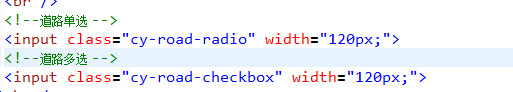 <br />
<!--道路单选-->
<input class="cy-road-radio" width="120px;">
<!--道路多选-->
<input class="cy-road-checkbox" width="120px;">